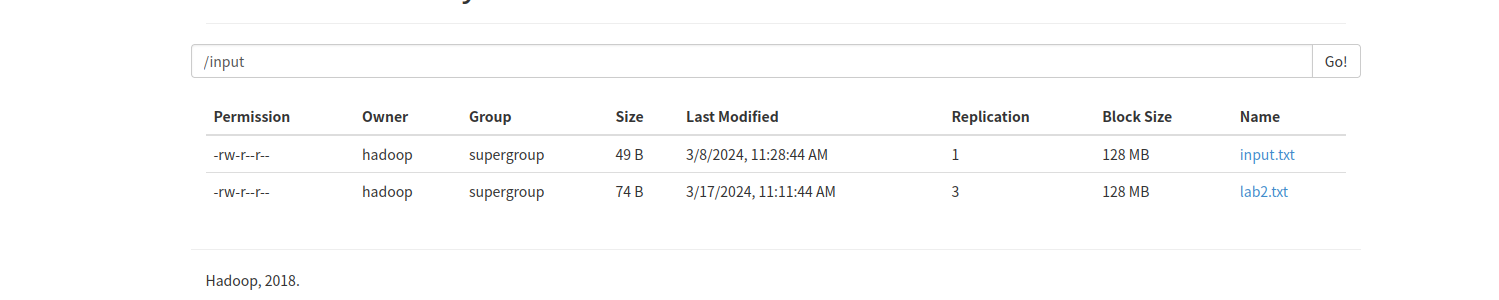 /input Go!
Permission Owner Group Size Last Modified Replication Block Size Name
-rw-r--r-- hadoop supergroup 49 B 3/8/2024, 11:28:44 AM 1 128 MB input.txt
-rw-r--r-- hadoop supergroup 74 B 3/17/2024, 11:11:44 AM 3 128 MB lab2.txt
Hadoop, 2018.